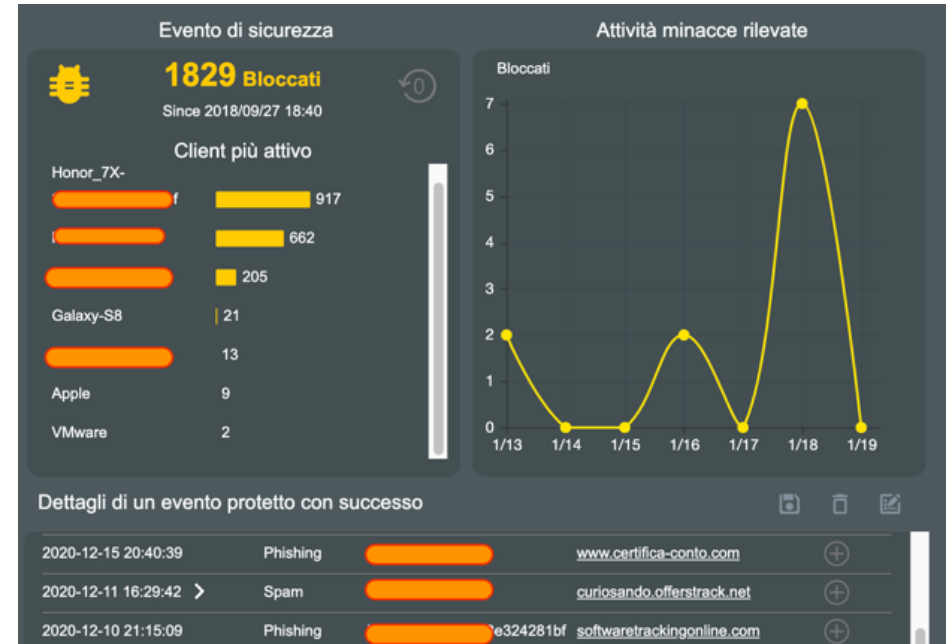 Evento di sicurezza
1829 Bloccati
Since 2018/09/27 18:40
Client più attivo
Honor_7X-
f 917
662
205
Galaxy-S8 21
13
Apple 9
VMware 2
Attività minacce rilevate
Bloccati
7
6
5
4
3
2
1
0
1/13 1/14 1/15 1/16 1/17 1/18 1/19
Dettagli di un evento protetto con successo
2020-12-15 20:40:39 Phishing www.certifica-conto.com
2020-12-11 16:29:42 Spam curiosando.offerstrack.net
2020-12-10 21:15:09 Phishing e324281bf softwaretrackingonline.com